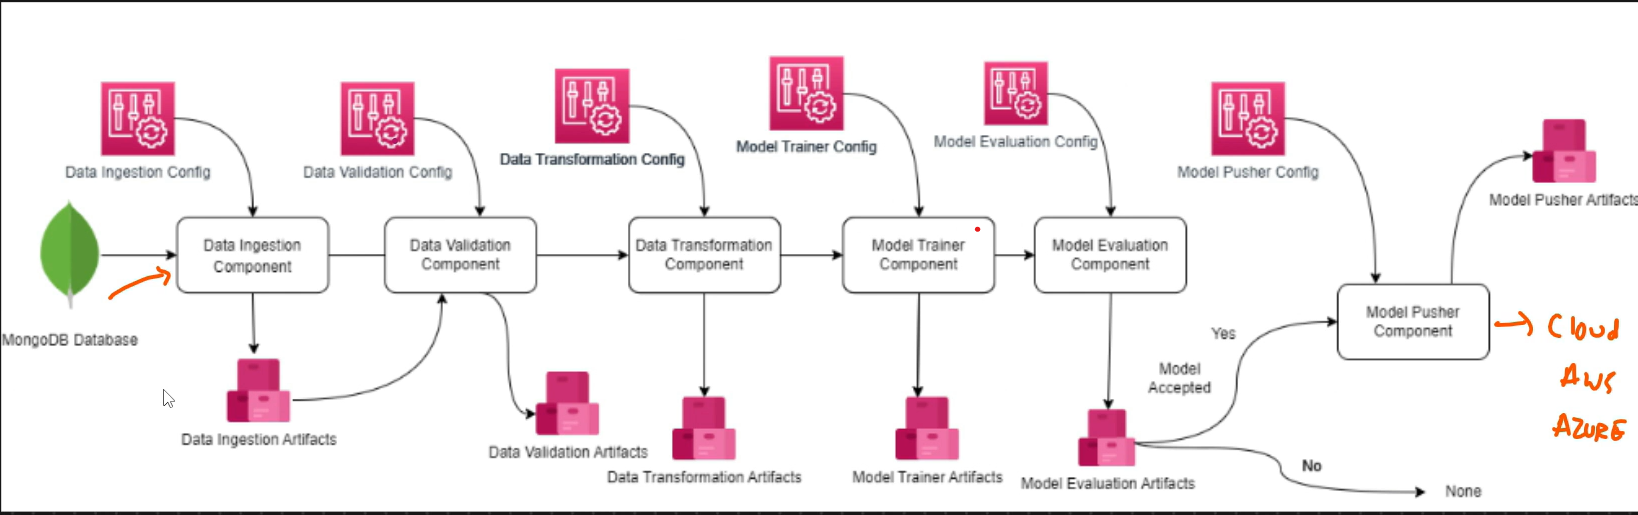 Data Ingestion Config
Data Validation Config
Data Transformation Config
Model Trainer Config
Model Evaluation Config
Model Pusher Config
Model Pusher Artifacts
MongoDB Database
Data Ingestion
Component
Data Validation
Component
Data Transformation
Component
Model Trainer
Component
Model Evaluation
Component
Model Pusher
Component
Yes
Model
Accepted
No
None
Cloud
AWS
AZURE
Data Ingestion Artifacts
Data Validation Artifacts
Data Transformation Artifacts
Model Trainer Artifacts
Model Evaluation Artifacts